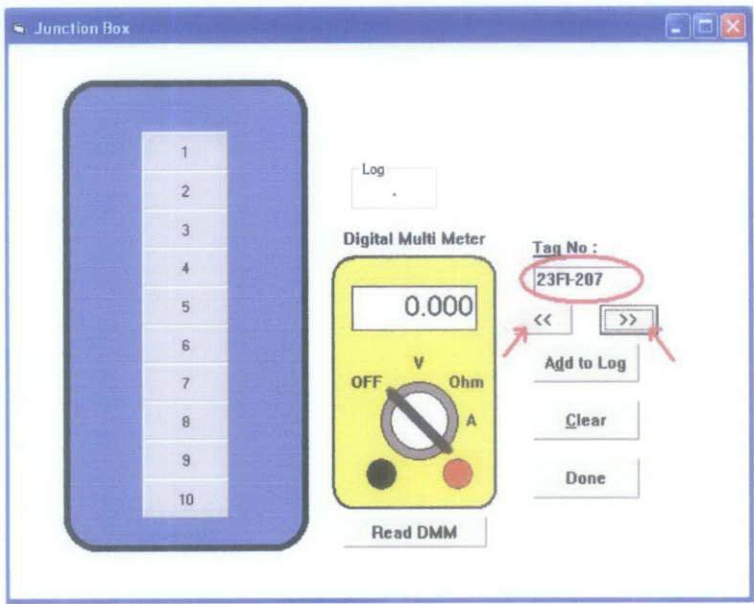 Junction Box
1
2
3
4
5
6
7
8
9
10
Log
.
Digital Multi Meter
0.000
OFF
V
Ohm
A
Read DMM
Tag No :
23FI-207
<<
>>
Add to Log
Clear
Done